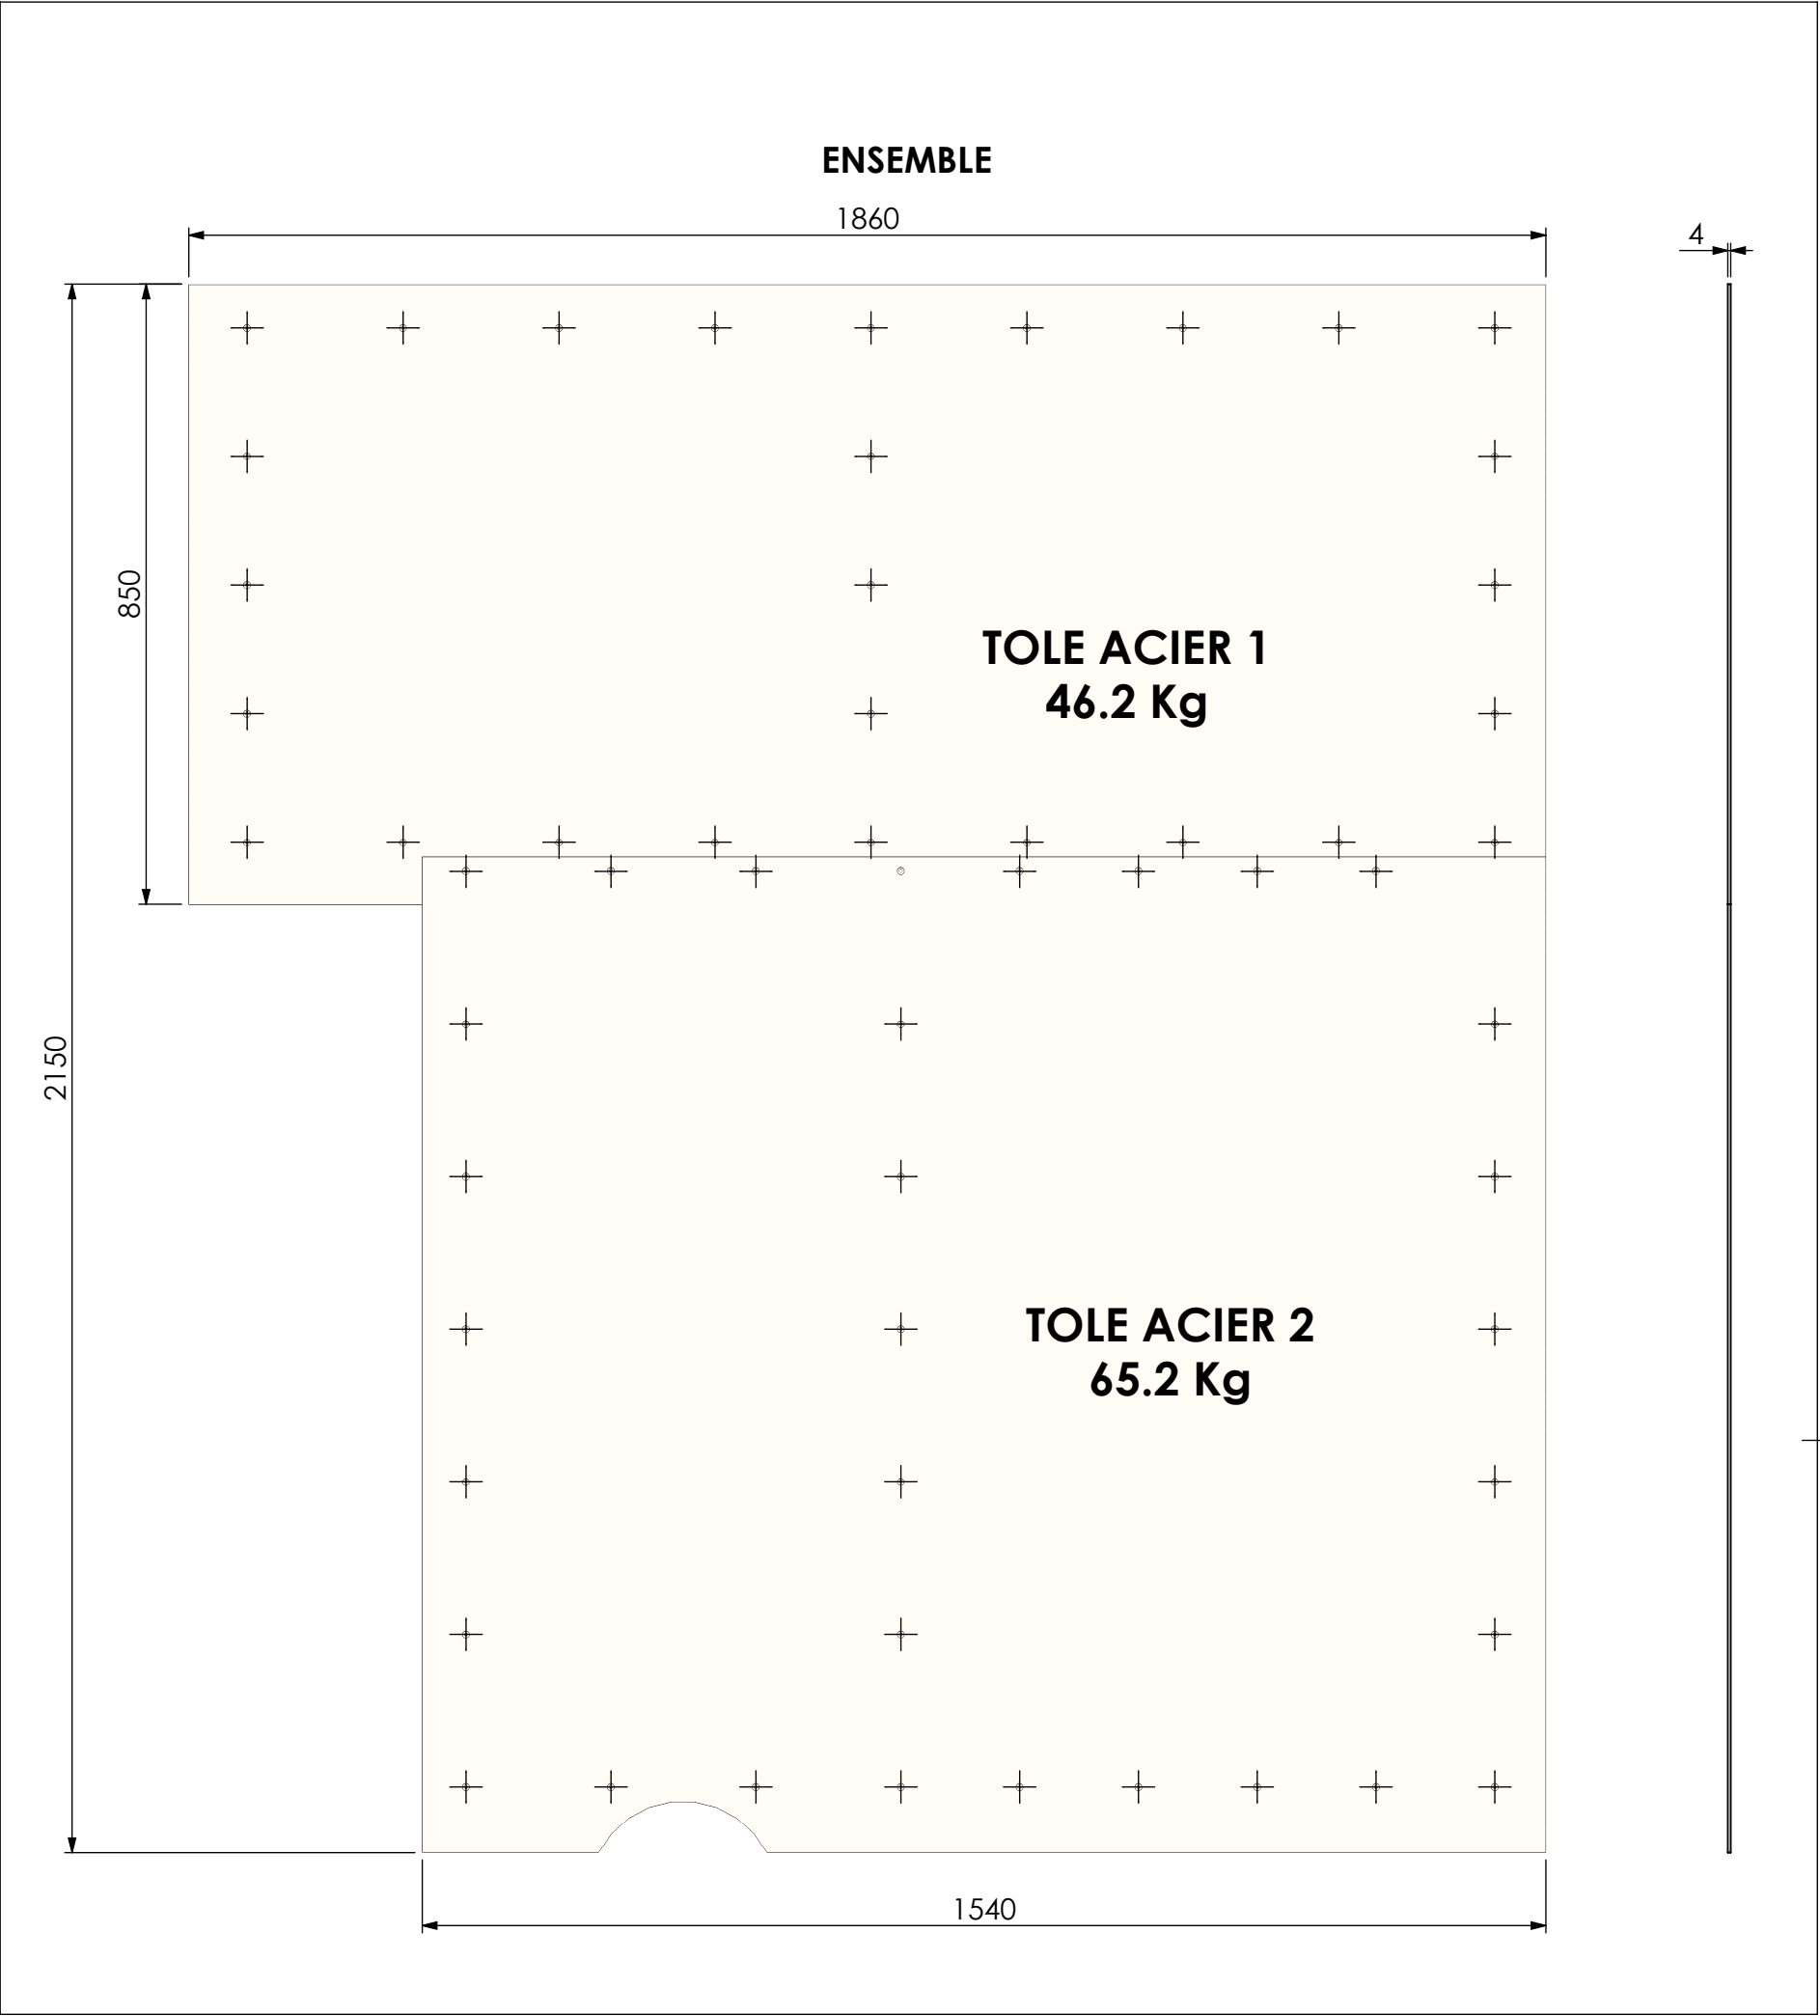 ENSEMBLE
1860
4
850
TOLE ACIER 1
46.2 Kg
2150
TOLE ACIER 2
65.2 Kg
1540